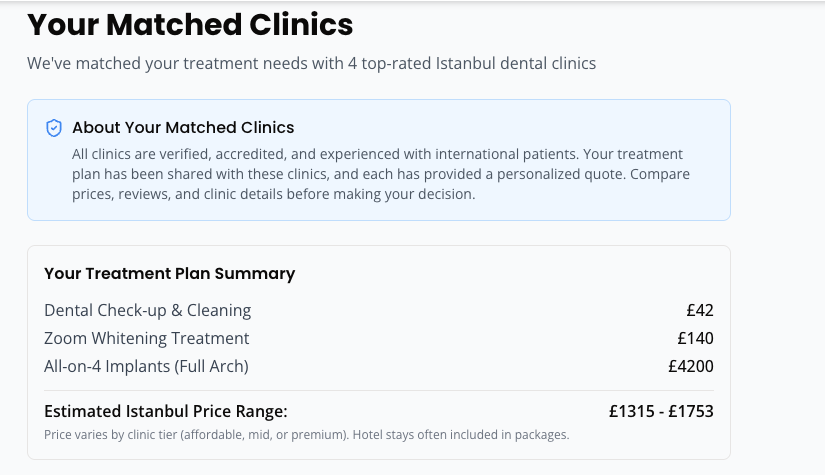 Your Matched Clinics
We've matched your treatment needs with 4 top-rated Istanbul dental clinics
About Your Matched Clinics
All clinics are verified, accredited, and experienced with international patients. Your treatment
plan has been shared with these clinics, and each has provided a personalized quote. Compare
prices, reviews, and clinic details before making your decision.
Your Treatment Plan Summary
Dental Check-up & Cleaning £42
Zoom Whitening Treatment £140
All-on-4 Implants (Full Arch) £4200
Estimated Istanbul Price Range: £1315 - £1753
Price varies by clinic tier (affordable, mid, or premium). Hotel stays often included in packages.